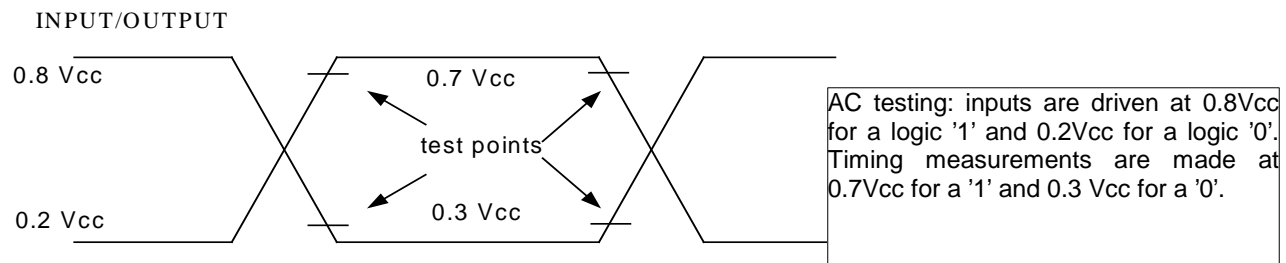 INPUT/OUTPUT
0.8 Vcc
0.7 Vcc
test points
0.3 Vcc
0.2 Vcc
AC testing: inputs are driven at 0.8Vcc
for a logic '1' and 0.2Vcc for a logic '0'.
Timing measurements are made at
0.7Vcc for a '1' and 0.3 Vcc for a '0'.